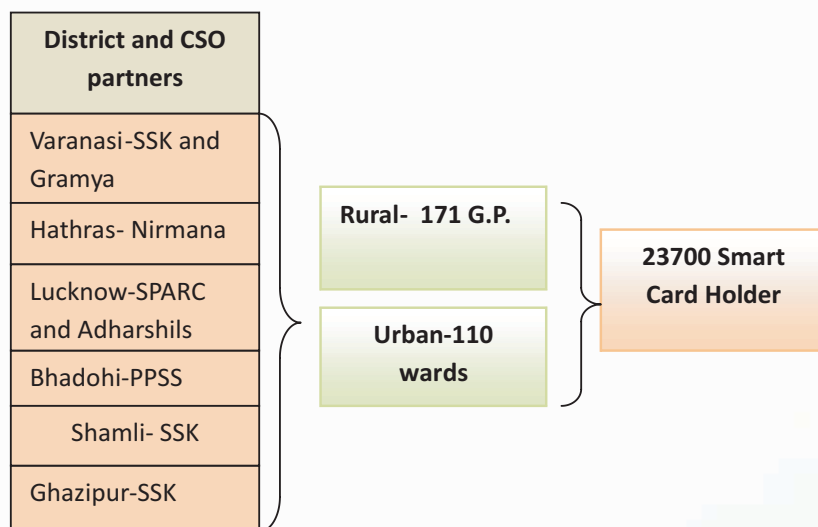 District and CSO
partners
Varanasi-SSK and
Gramya
Hathras- Nirmana
Lucknow-SPARC
and Adharshils
Bhadohi-PPSS
Shamli- SSK
Ghazipur-SSK
Rural- 171 G.P.
Urban-110
wards
23700 Smart
Card Holder